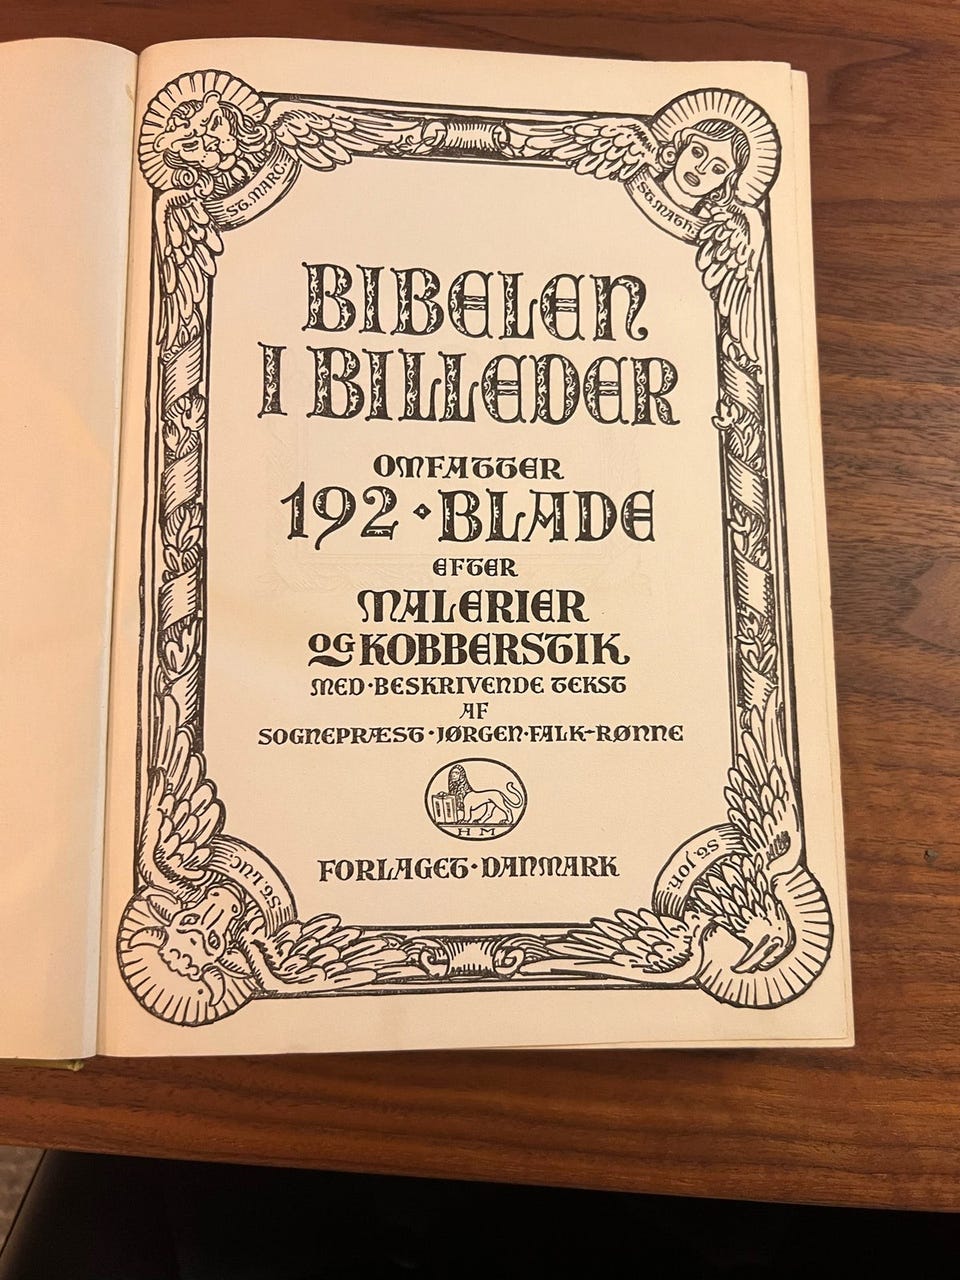 ST. MARC.
ST. MATH.
BIBELEN
I BILLEDER
OMFATTER
192 · BLADE
EFTER
MALERIER
OG KOBBERSTIK
MED · BESKRIVENDE TEKST
AF
SOGNEPRÆST · JØRGEN · FALK-RØNNE
H M
FORLAGET · DANMARK
ST. LUC.
ST. JOH.